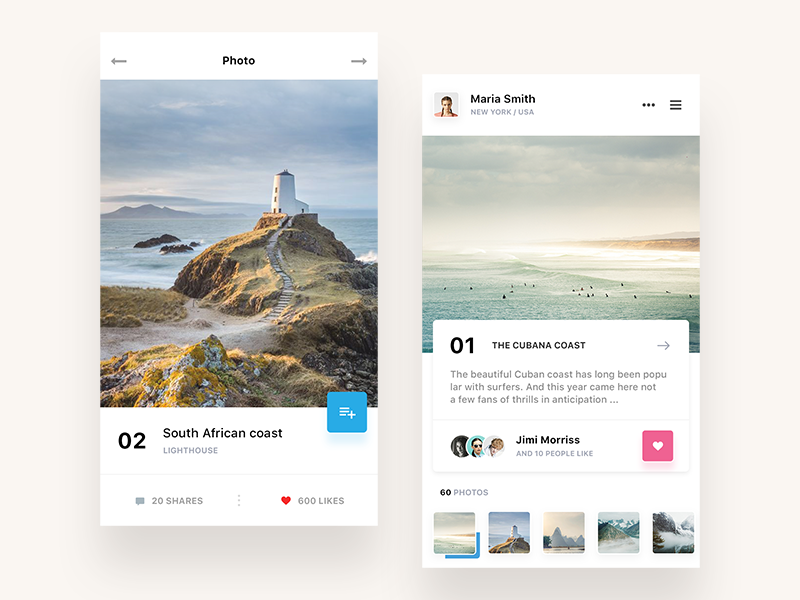 Photo
02
South African coast
LIGHTHOUSE
20 SHARES
600 LIKES
Maria Smith
NEW YORK / USA
01
THE CUBANA COAST
The beautiful Cuban coast has long been popu
lar with surfers. And this year came here not
a few fans of thrills in anticipation ...
Jimi Morriss
AND 10 PEOPLE LIKE
60 PHOTOS